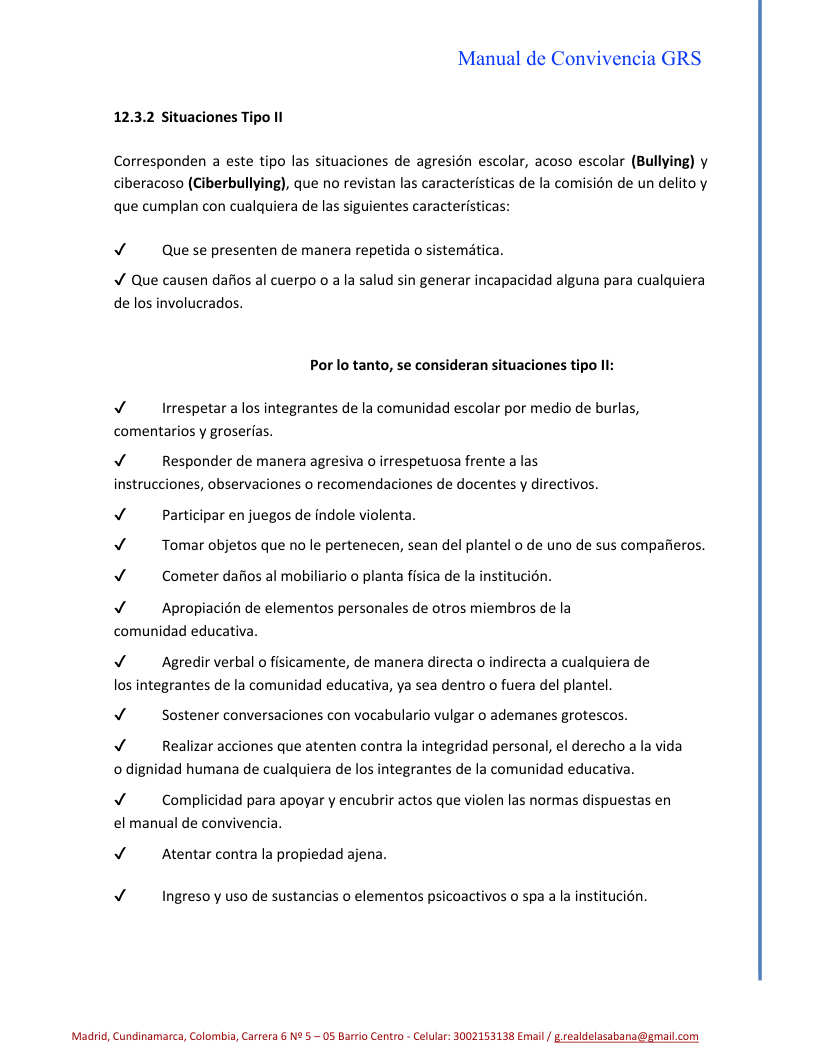 Manual de Convivencia GRS
12.3.2 Situaciones Tipo II
Corresponden a este tipo las situaciones de agresión escolar, acoso escolar (Bullying) y
ciberacoso (Ciberbullying), que no revistan las características de la comisión de un delito y
que cumplan con cualquiera de las siguientes características:
✓ Que se presenten de manera repetida o sistemática.
✓ Que causen daños al cuerpo o a la salud sin generar incapacidad alguna para cualquiera
de los involucrados.
Por lo tanto, se consideran situaciones tipo II:
✓ Irrespetar a los integrantes de la comunidad escolar por medio de burlas,
comentarios y groserías.
✓ Responder de manera agresiva o irrespetuosa frente a las
instrucciones, observaciones o recomendaciones de docentes y directivos.
✓ Participar en juegos de índole violenta.
✓ Tomar objetos que no le pertenecen, sean del plantel o de uno de sus compañeros.
✓ Cometer daños al mobiliario o planta física de la institución.
✓ Apropiación de elementos personales de otros miembros de la
comunidad educativa.
✓ Agredir verbal o físicamente, de manera directa o indirecta a cualquiera de
los integrantes de la comunidad educativa, ya sea dentro o fuera del plantel.
✓ Sostener conversaciones con vocabulario vulgar o ademanes grotescos.
✓ Realizar acciones que atenten contra la integridad personal, el derecho a la vida
o dignidad humana de cualquiera de los integrantes de la comunidad educativa.
✓ Complicidad para apoyar y encubrir actos que violen las normas dispuestas en
el manual de convivencia.
✓ Atentar contra la propiedad ajena.
✓ Ingreso y uso de sustancias o elementos psicoactivos o spa a la institución.
Madrid, Cundinamarca, Colombia, Carrera 6 Nº 5 – 05 Barrio Centro - Celular: 3002153138 Email / g.realdelasabana@gmail.com